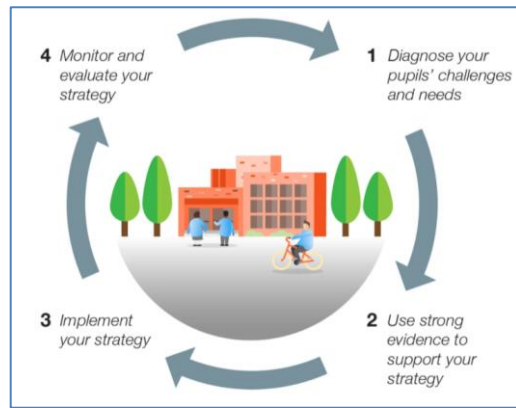 1 Diagnose your
pupils' challenges
and needs
2 Use strong
evidence to
support your
strategy
3 Implement
your strategy
4 Monitor and
evaluate your
strategy